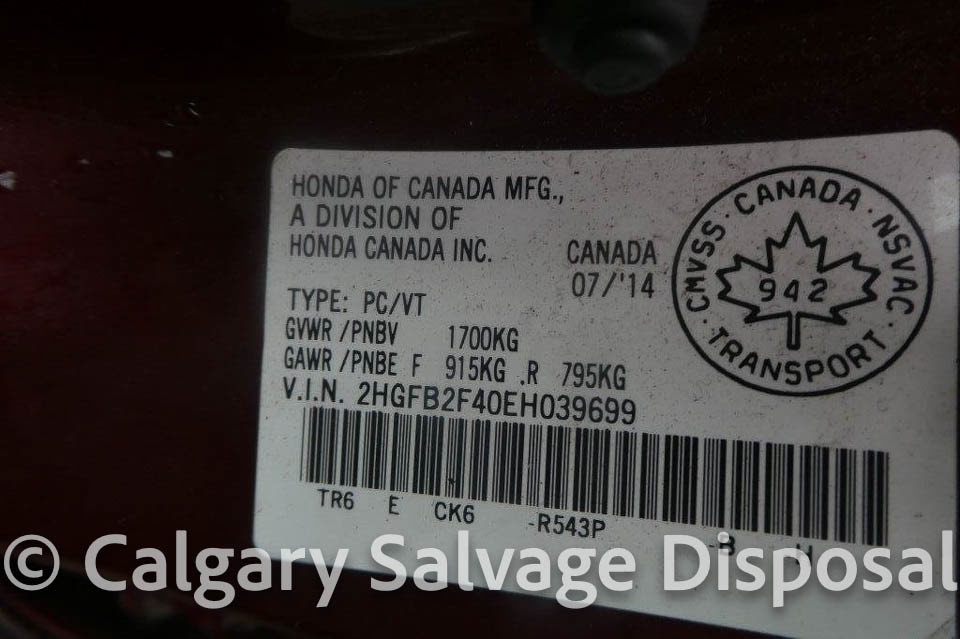 HONDA OF CANADA MFG.,
A DIVISION OF
HONDA CANADA INC.
CANADA
07/'14
TYPE: PC/VT
GVWR /PNBV 1700KG
GAWR /PNBE F 915KG .R 795KG
V.I.N. 2HGFB2F40EH039699
TR6 E CK6 -R543P -B H
CMVSS · CANADA · NSVAC · TRANSPORT ·
942
© Calgary Salvage Disposal